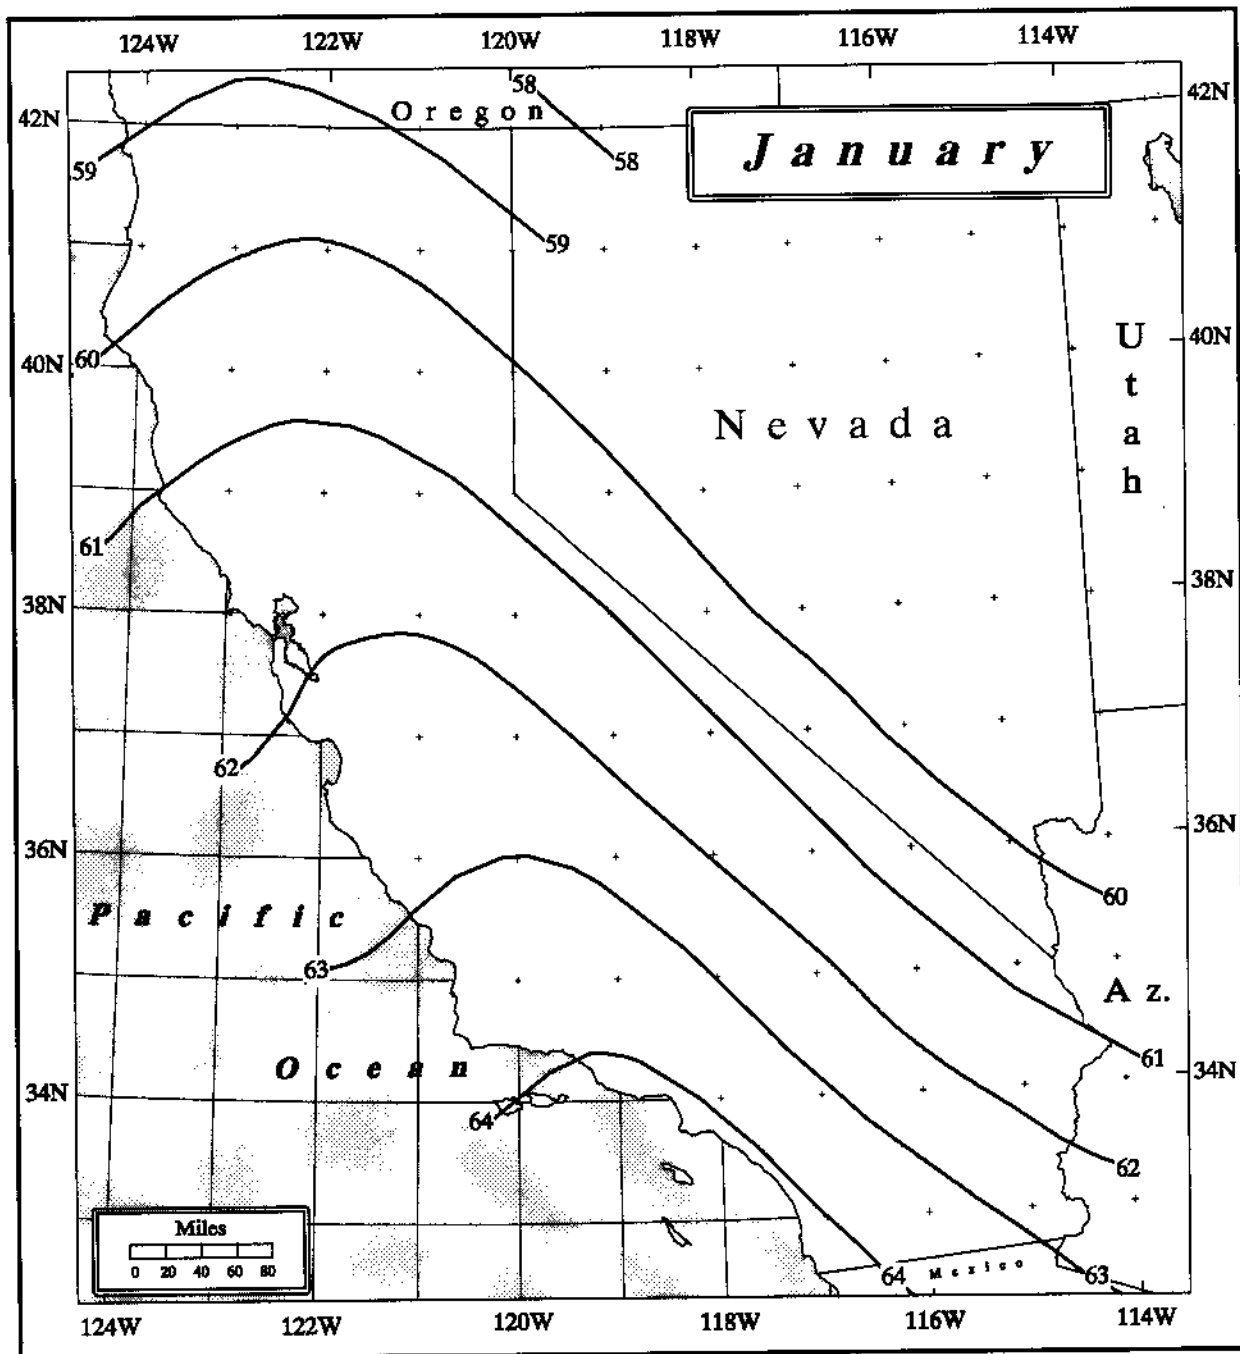 124W 122W 120W 118W 116W 114W
58
42N
Oregon
42N
January
58
59
59
60
40N
Utah
40N
Nevada
61
38N
38N
62
36N
36N
60
Pacific
63
Az.
61
Ocean
34N
34N
64
62
Miles
0 20 40 60 80
64
Mexico
63
124W 122W 120W 118W 116W 114W